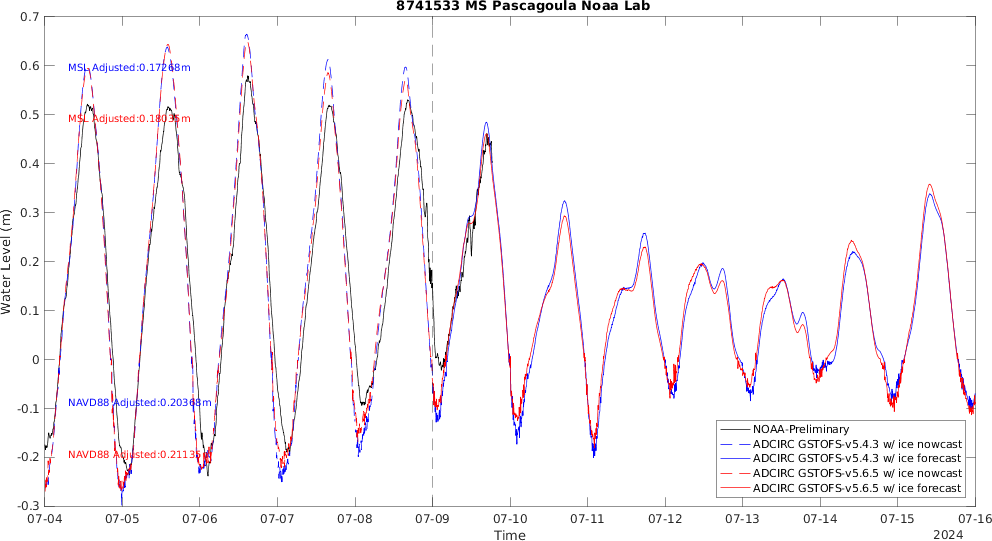 8741533 MS Pascagoula Noaa Lab
0.7
0.6
0.5
0.4
0.3
0.2
0.1
0
-0.1
-0.2
-0.3
Water Level (m)
MSL Adjusted:0.17268m
MSL Adjusted:0.18035m
NAVD88 Adjusted:0.20368m
NAVD88 Adjusted:0.21135m
NOAA-Preliminary
ADCIRC GSTOFS-v5.4.3 w/ ice nowcast
ADCIRC GSTOFS-v5.4.3 w/ ice forecast
ADCIRC GSTOFS-v5.6.5 w/ ice nowcast
ADCIRC GSTOFS-v5.6.5 w/ ice forecast
07-04 07-05 07-06 07-07 07-08 07-09 07-10 07-11 07-12 07-13 07-14 07-15 07-16
Time
2024